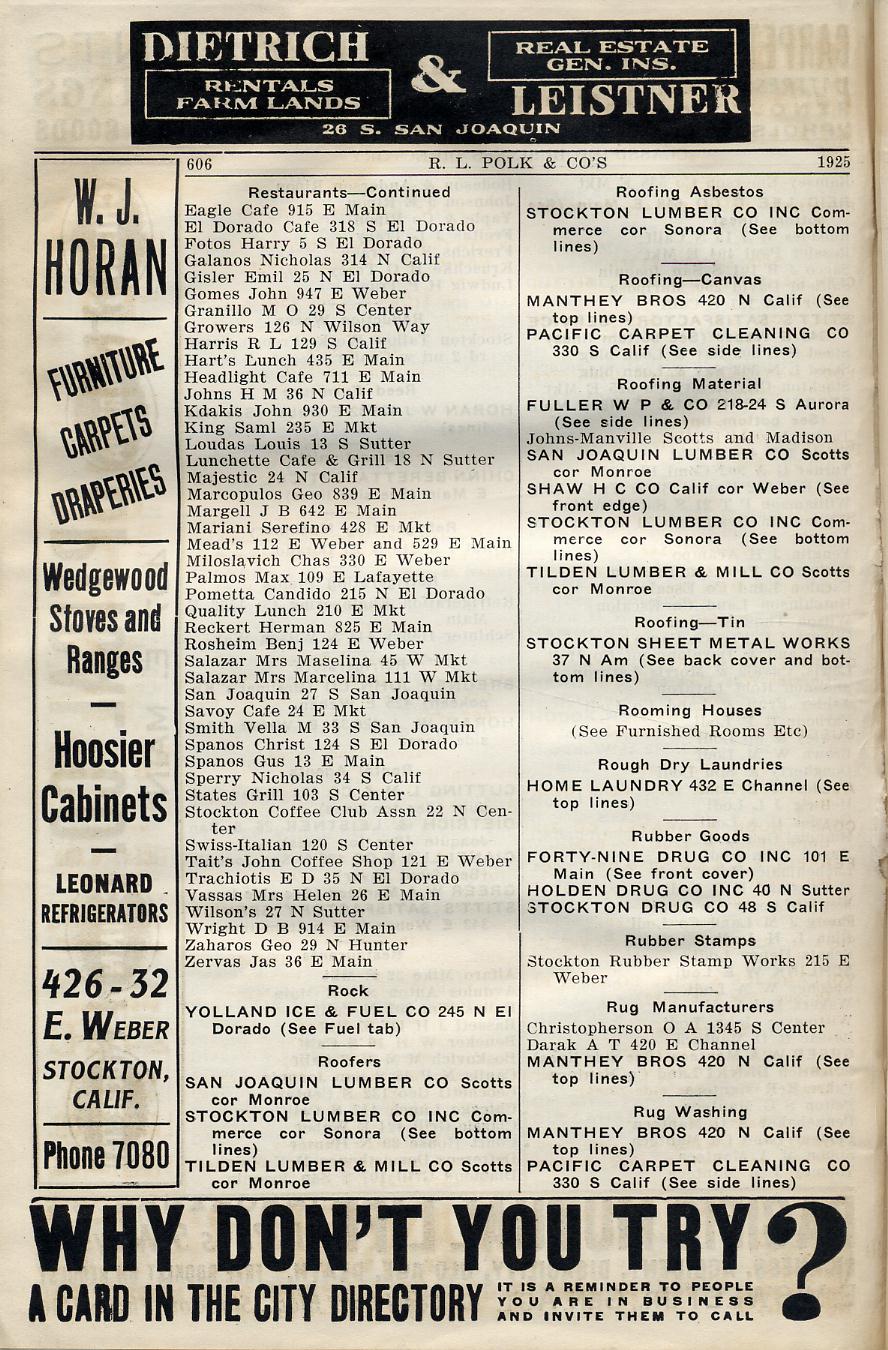 DIETRICH
RENTALS
FARM LANDS
&
REAL ESTATE
GEN. INS.
LEISTNER
26 S. SAN JOAQUIN
606 R. L. POLK & CO'S 1925
W. J.
HORAN
FURNITURE
CARPETS
DRAPERIES
Wedgewood
Stoves and
Ranges
Hoosier
Cabinets
LEONARD
REFRIGERATORS
426-32
E. WEBER
STOCKTON,
CALIF.
Phone 7080
Restaurants—Continued
Eagle Cafe 915 E Main
El Dorado Cafe 318 S El Dorado
Fotos Harry 5 S El Dorado
Galanos Nicholas 314 N Calif
Gisler Emil 25 N El Dorado
Gomes John 947 E Weber
Granillo M O 29 S Center
Growers 126 N Wilson Way
Harris R L 129 S Calif
Hart's Lunch 435 E Main
Headlight Cafe 711 E Main
Johns H M 36 N Calif
Kdakis John 930 E Main
King Saml 235 E Mkt
Loudas Louis 13 S Sutter
Lunchette Cafe & Grill 18 N Sutter
Majestic 24 N Calif
Marcopulos Geo 839 E Main
Margell J B 642 E Main
Mariani Serefino 428 E Mkt
Mead's 112 E Weber and 529 E Main
Miloslavich Chas 330 E Weber
Palmos Max 109 E Lafayette
Pometta Candido 215 N El Dorado
Quality Lunch 210 E Mkt
Reckert Herman 825 E Main
Rosheim Benj 124 E Weber
Salazar Mrs Maselina 45 W Mkt
Salazar Mrs Marcelina 111 W Mkt
San Joaquin 27 S San Joaquin
Savoy Cafe 24 E Mkt
Smith Vella M 33 S San Joaquin
Spanos Christ 124 S El Dorado
Spanos Gus 13 E Main
Sperry Nicholas 34 S Calif
States Grill 103 S Center
Stockton Coffee Club Assn 22 N Cen-
ter
Swiss-Italian 120 S Center
Tait's John Coffee Shop 121 E Weber
Trachiotis E D 35 N El Dorado
Vassas Mrs Helen 26 E Main
Wilson's 27 N Sutter
Wright D B 914 E Main
Zaharos Geo 29 N Hunter
Zervas Jas 36 E Main
Rock
YOLLAND ICE & FUEL CO 245 N El
Dorado (See Fuel tab)
Roofers
SAN JOAQUIN LUMBER CO Scotts
cor Monroe
STOCKTON LUMBER CO INC Com-
merce cor Sonora (See bottom
lines)
TILDEN LUMBER & MILL CO Scotts
cor Monroe
Roofing Asbestos
STOCKTON LUMBER CO INC Com-
merce cor Sonora (See bottom
lines)
Roofing—Canvas
MANTHEY BROS 420 N Calif (See
top lines)
PACIFIC CARPET CLEANING CO
330 S Calif (See side lines)
Roofing Material
FULLER W P & CO 218-24 S Aurora
(See side lines)
Johns-Manville Scotts and Madison
SAN JOAQUIN LUMBER CO Scotts
cor Monroe
SHAW H C CO Calif cor Weber (See
front edge)
STOCKTON LUMBER CO INC Com-
merce cor Sonora (See bottom
lines)
TILDEN LUMBER & MILL CO Scotts
cor Monroe
Roofing—Tin
STOCKTON SHEET METAL WORKS
37 N Am (See back cover and bot-
tom lines)
Rooming Houses
(See Furnished Rooms Etc)
Rough Dry Laundries
HOME LAUNDRY 432 E Channel (See
top lines)
Rubber Goods
FORTY-NINE DRUG CO INC 101 E
Main (See front cover)
HOLDEN DRUG CO INC 40 N Sutter
STOCKTON DRUG CO 48 S Calif
Rubber Stamps
Stockton Rubber Stamp Works 215 E
Weber
Rug Manufacturers
Christopherson O A 1345 S Center
Darak A T 420 E Channel
MANTHEY BROS 420 N Calif (See
top lines)
Rug Washing
MANTHEY BROS 420 N Calif (See
top lines)
PACIFIC CARPET CLEANING CO
330 S Calif (See side lines)
WHY DON'T YOU TRY ?
A CARD IN THE CITY DIRECTORY
IT IS A REMINDER TO PEOPLE
YOU ARE IN BUSINESS
AND INVITE THEM TO CALL